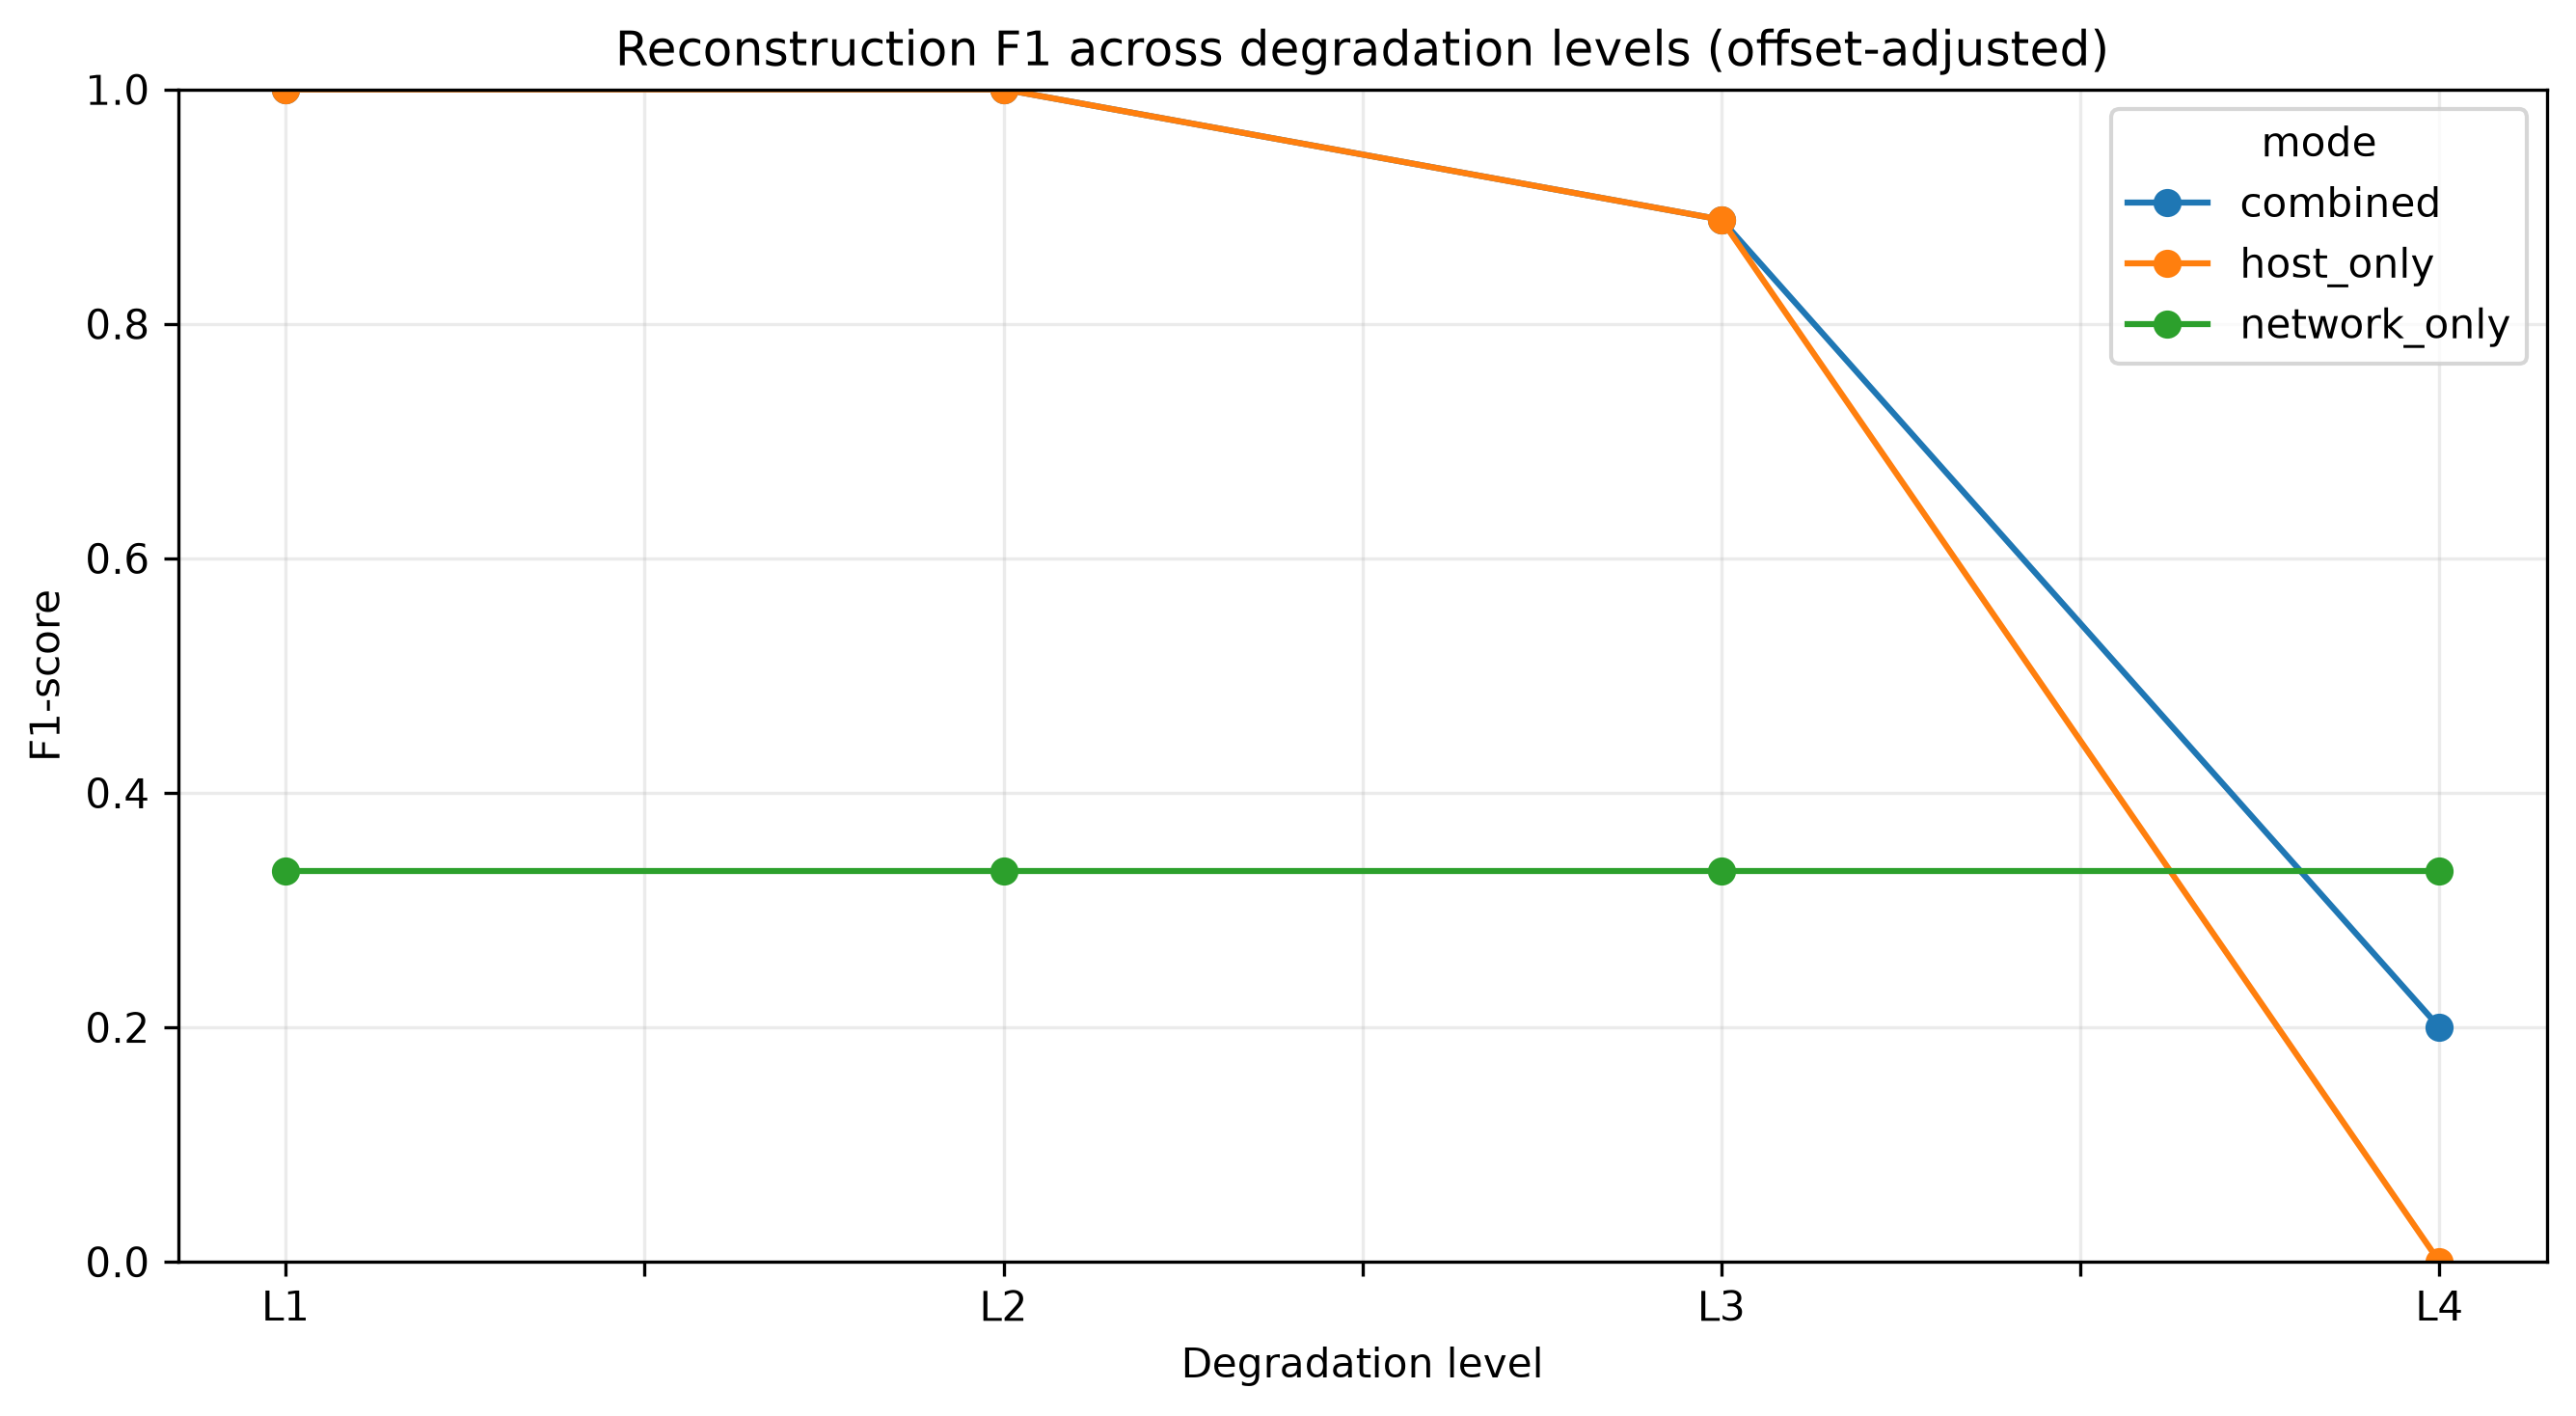 Reconstruction F1 across degradation levels (offset-adjusted)
1.0
0.8
0.6
0.4
0.2
0.0
F1-score
mode
combined
host_only
network_only
L1
L2
L3
L4
Degradation level